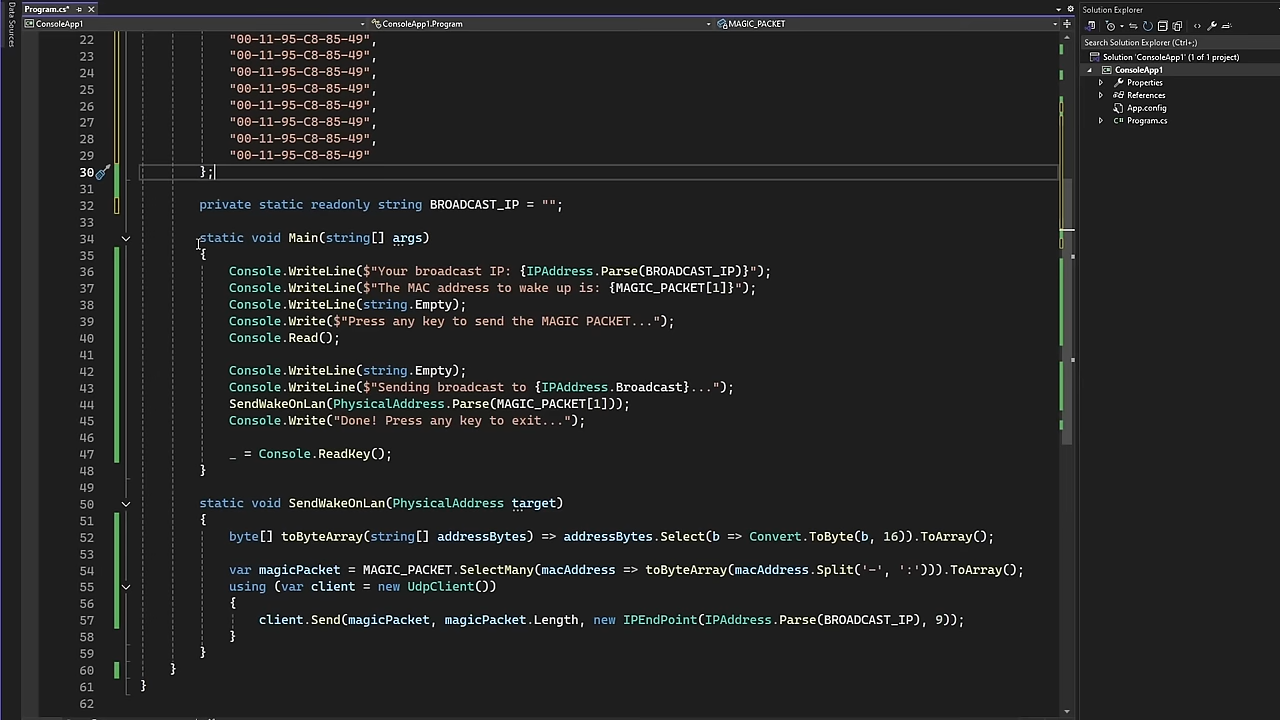 Data Sources
Program.cs*
ConsoleApp1
ConsoleApp1.Program
MAGIC_PACKET
22 "00-11-95-C8-85-49",
23 "00-11-95-C8-85-49",
24 "00-11-95-C8-85-49",
25 "00-11-95-C8-85-49",
26 "00-11-95-C8-85-49",
27 "00-11-95-C8-85-49",
28 "00-11-95-C8-85-49",
29 "00-11-95-C8-85-49"
30 };
31
32 private static readonly string BROADCAST_IP = "";
33
34 static void Main(string[] args)
35 {
36 Console.WriteLine($"Your broadcast IP: {IPAddress.Parse(BROADCAST_IP)}");
37 Console.WriteLine($"The MAC address to wake up is: {MAGIC_PACKET[1]}");
38 Console.WriteLine(string.Empty);
39 Console.Write($"Press any key to send the MAGIC PACKET...");
40 Console.Read();
41
42 Console.WriteLine(string.Empty);
43 Console.WriteLine($"Sending broadcast to {IPAddress.Broadcast}...");
44 SendWakeOnLan(PhysicalAddress.Parse(MAGIC_PACKET[1]));
45 Console.Write("Done! Press any key to exit...");
46
47 _ = Console.ReadKey();
48 }
49
50 static void SendWakeOnLan(PhysicalAddress target)
51 {
52 byte[] toByteArray(string[] addressBytes) => addressBytes.Select(b => Convert.ToByte(b, 16)).ToArray();
53
54 var magicPacket = MAGIC_PACKET.SelectMany(macAddress => toByteArray(macAddress.Split('-', ':'))).ToArray();
55 using (var client = new UdpClient())
56 {
57 client.Send(magicPacket, magicPacket.Length, new IPEndPoint(IPAddress.Parse(BROADCAST_IP), 9));
58 }
59 }
60 }
61 }
62
Solution Explorer
Search Solution Explorer (Ctrl+;)
Solution 'ConsoleApp1' (1 of 1 project)
ConsoleApp1
Properties
References
App.config
C# Program.cs